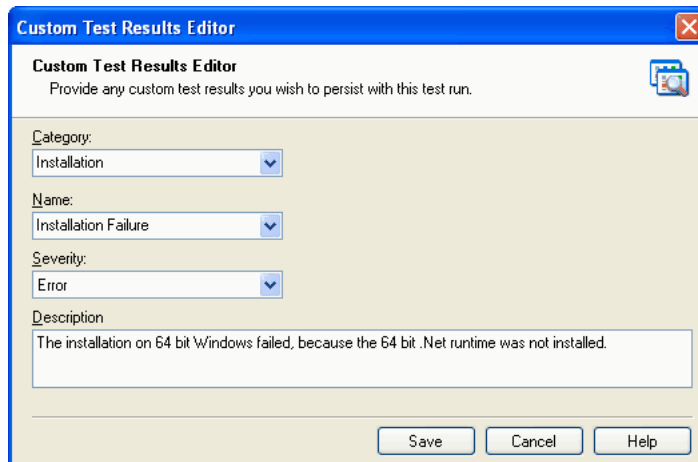 Custom Test Results Editor
Custom Test Results Editor
Provide any custom test results you wish to persist with this test run.
Category:
Installation
Name:
Installation Failure
Severity:
Error
Description
The installation on 64 bit Windows failed, because the 64 bit .Net runtime was not installed.
Save Cancel Help